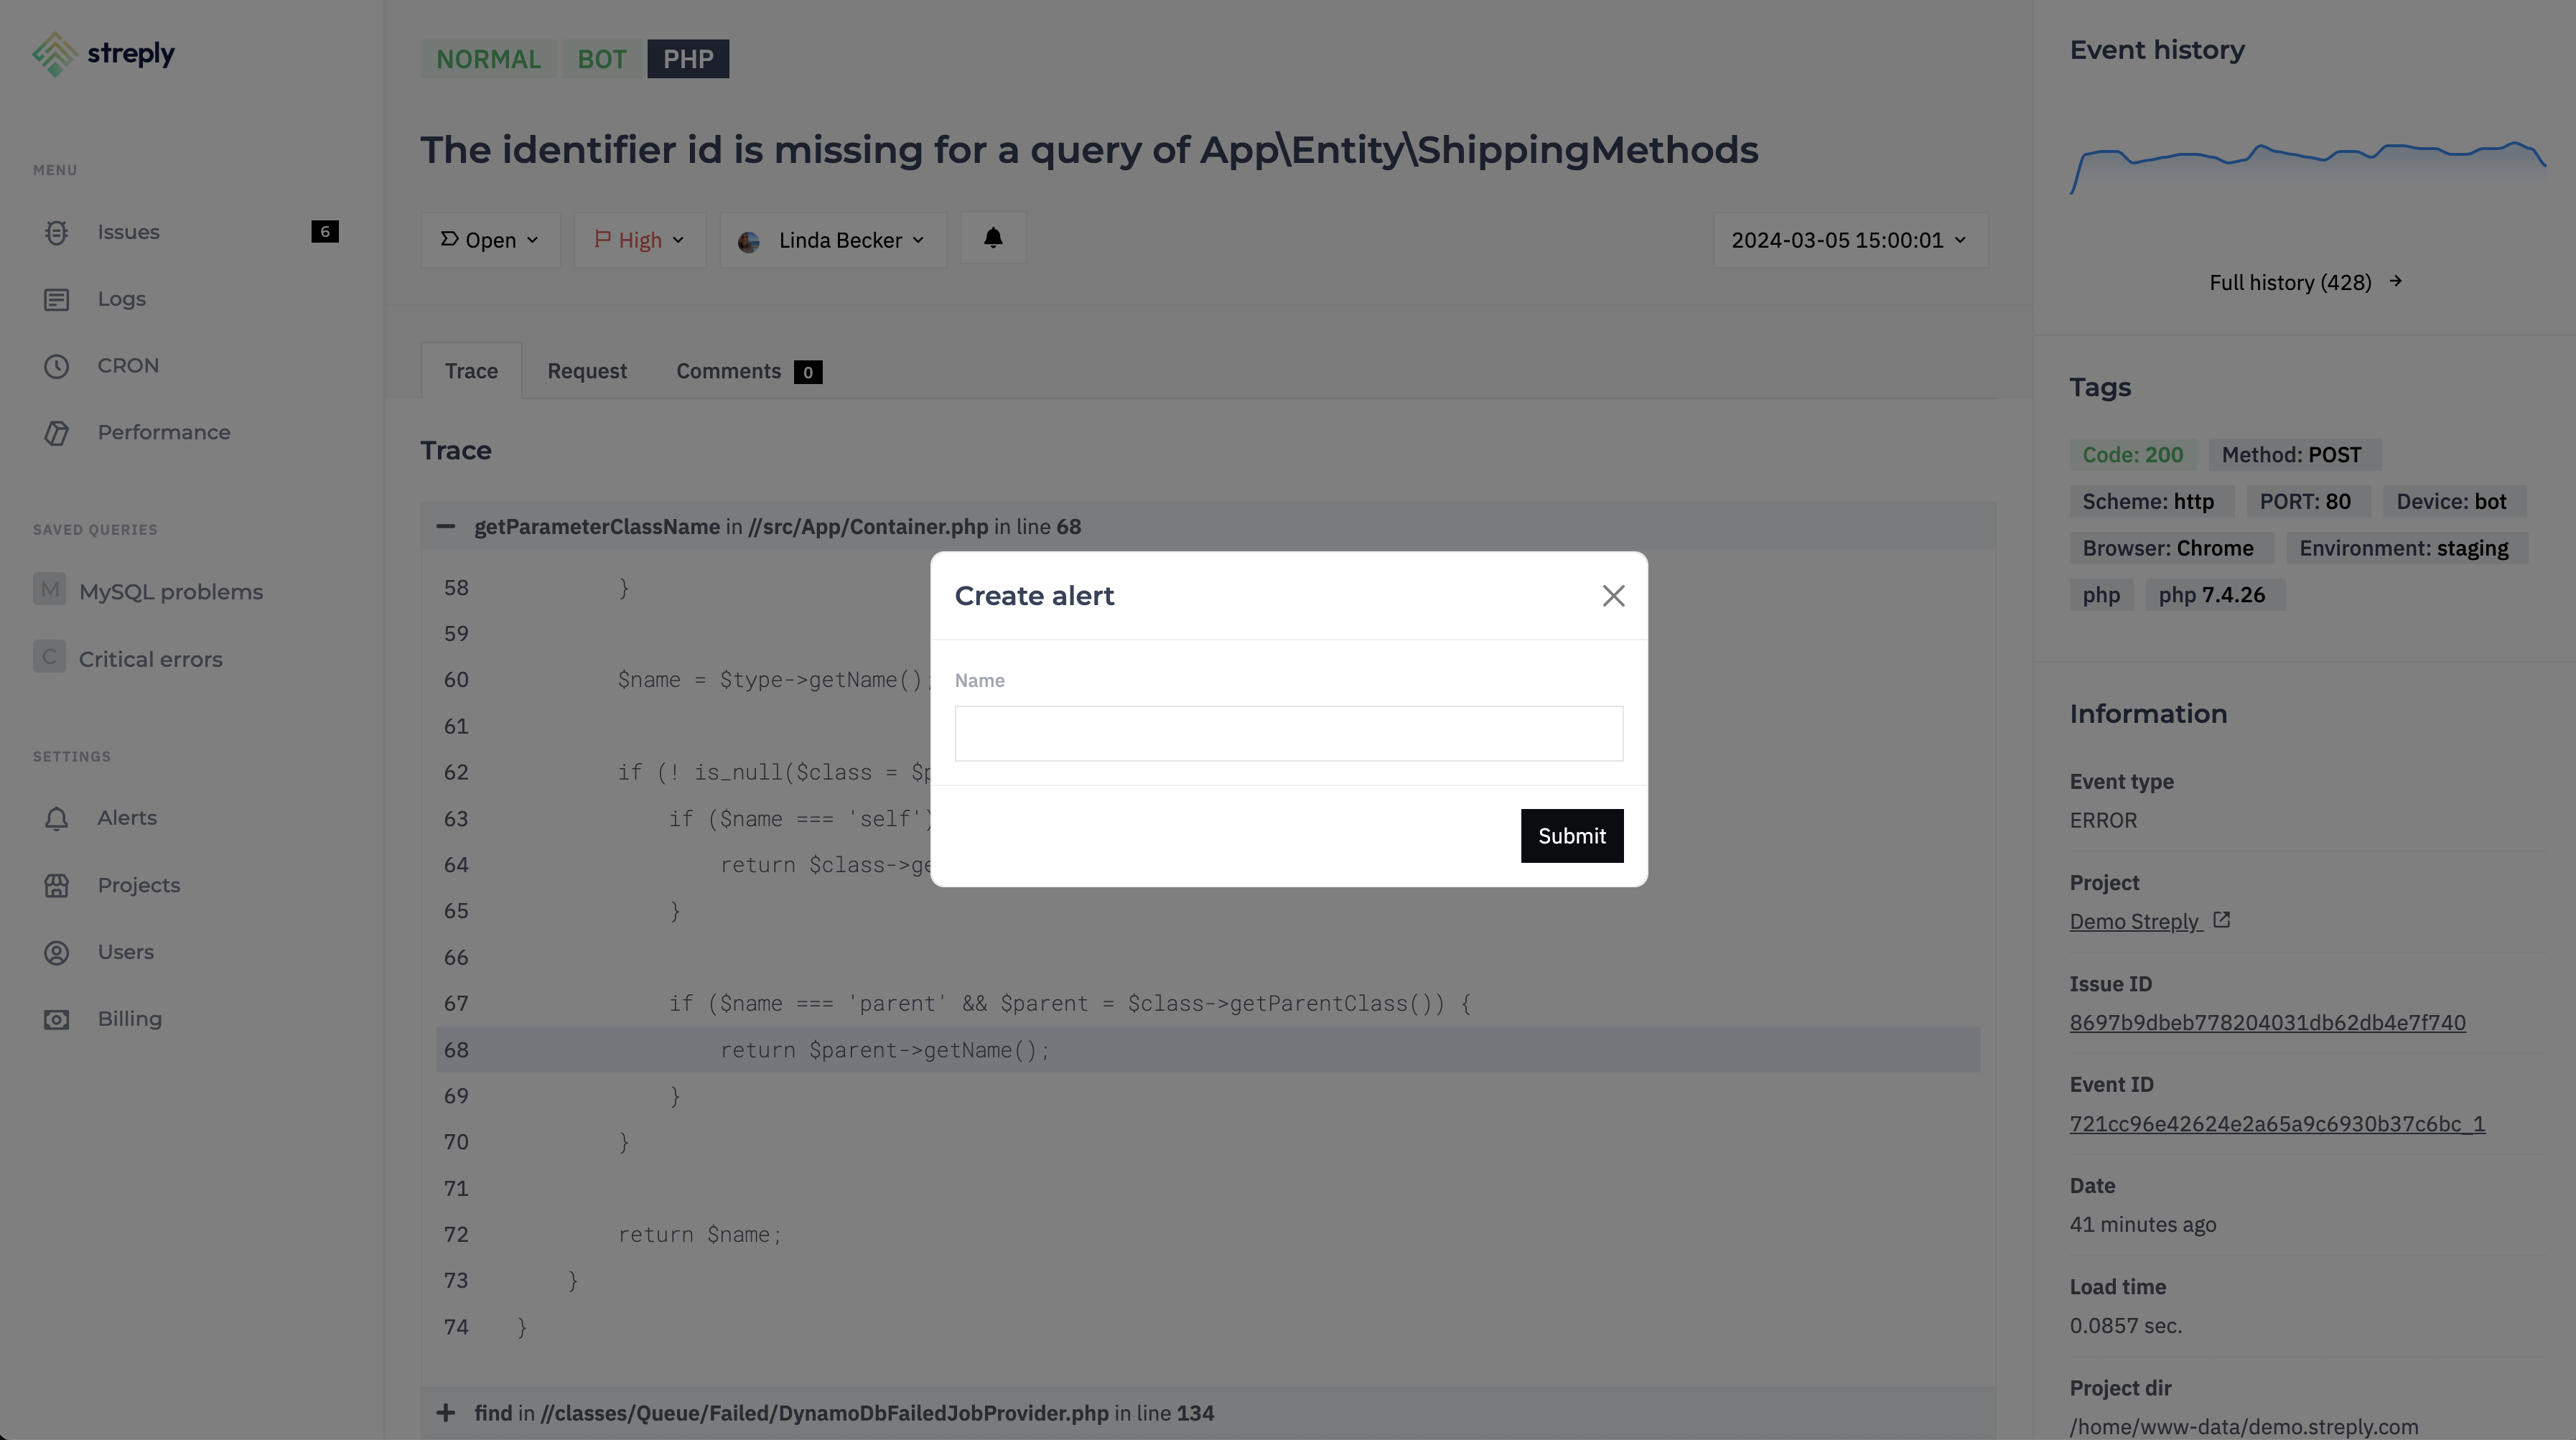 streply
MENU
Issues 6
Logs
CRON
Performance
SAVED QUERIES
M MySQL problems
C Critical errors
SETTINGS
Alerts
Projects
Users
Billing
NORMAL BOT PHP
The identifier id is missing for a query of App\Entity\ShippingMethods
Open High Linda Becker 2024-03-05 15:00:01
Trace Request Comments 0
Trace
getParameterClassName in //src/App/Container.php in line 68
58 }
59
60 $name = $type->getName();
61
62 if (! is_null($class = $p
63 if ($name === 'self')
64 return $class->ge
65 }
66
67 if ($name === 'parent' && $parent = $class->getParentClass()) {
68 return $parent->getName();
69 }
70 }
71
72 return $name;
73 }
74 }
find in //classes/Queue/Failed/DynamoDbFailedJobProvider.php in line 134
Create alert
Name
Submit
Event history
Full history (428)
Tags
Code: 200 Method: POST
Scheme: http PORT: 80 Device: bot
Browser: Chrome Environment: staging
php php 7.4.26
Information
Event type
ERROR
Project
Demo Streply
Issue ID
8697b9dbeb778204031db62db4e7f740
Event ID
721cc96e42624e2a65a9c6930b37c6bc_1
Date
41 minutes ago
Load time
0.0857 sec.
Project dir
/home/www-data/demo.streply.com